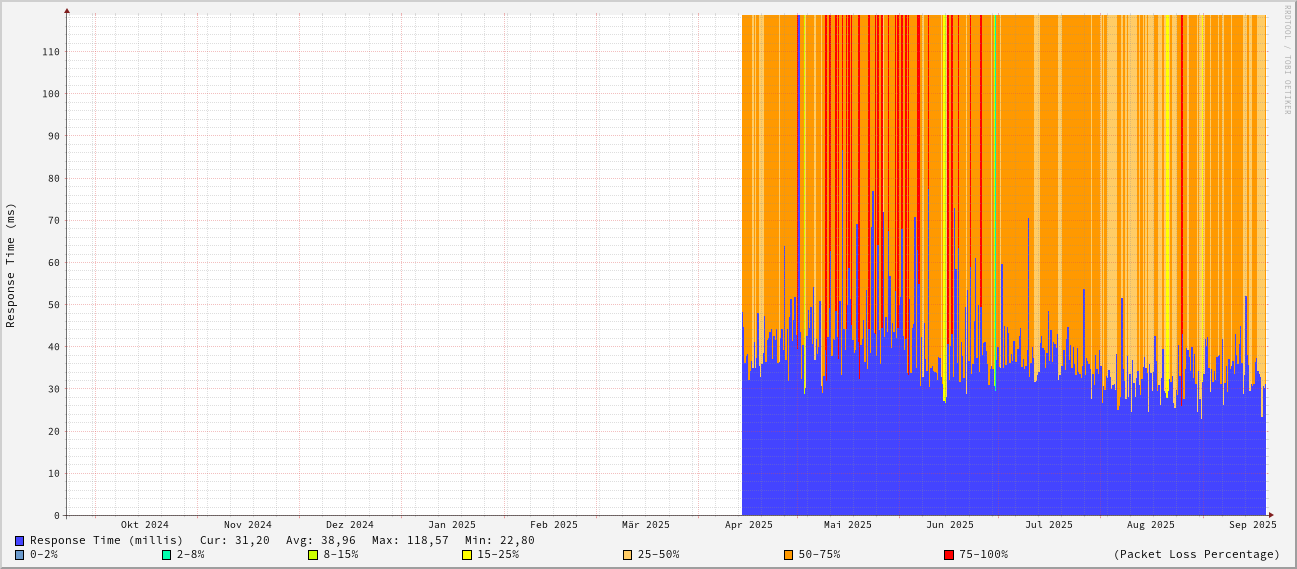 RRDTOOL / TOBI OETIKER
Response Time (ms)
110
100
90
80
70
60
50
40
30
20
10
0
Okt 2024 Nov 2024 Dez 2024 Jan 2025 Feb 2025 Mär 2025 Apr 2025 Mai 2025 Jun 2025 Jul 2025 Aug 2025 Sep 2025
Response Time (millis) Cur: 31,20 Avg: 38,96 Max: 118,57 Min: 22,80
0-2% 2-8% 8-15% 15-25% 25-50% 50-75% 75-100% (Packet Loss Percentage)